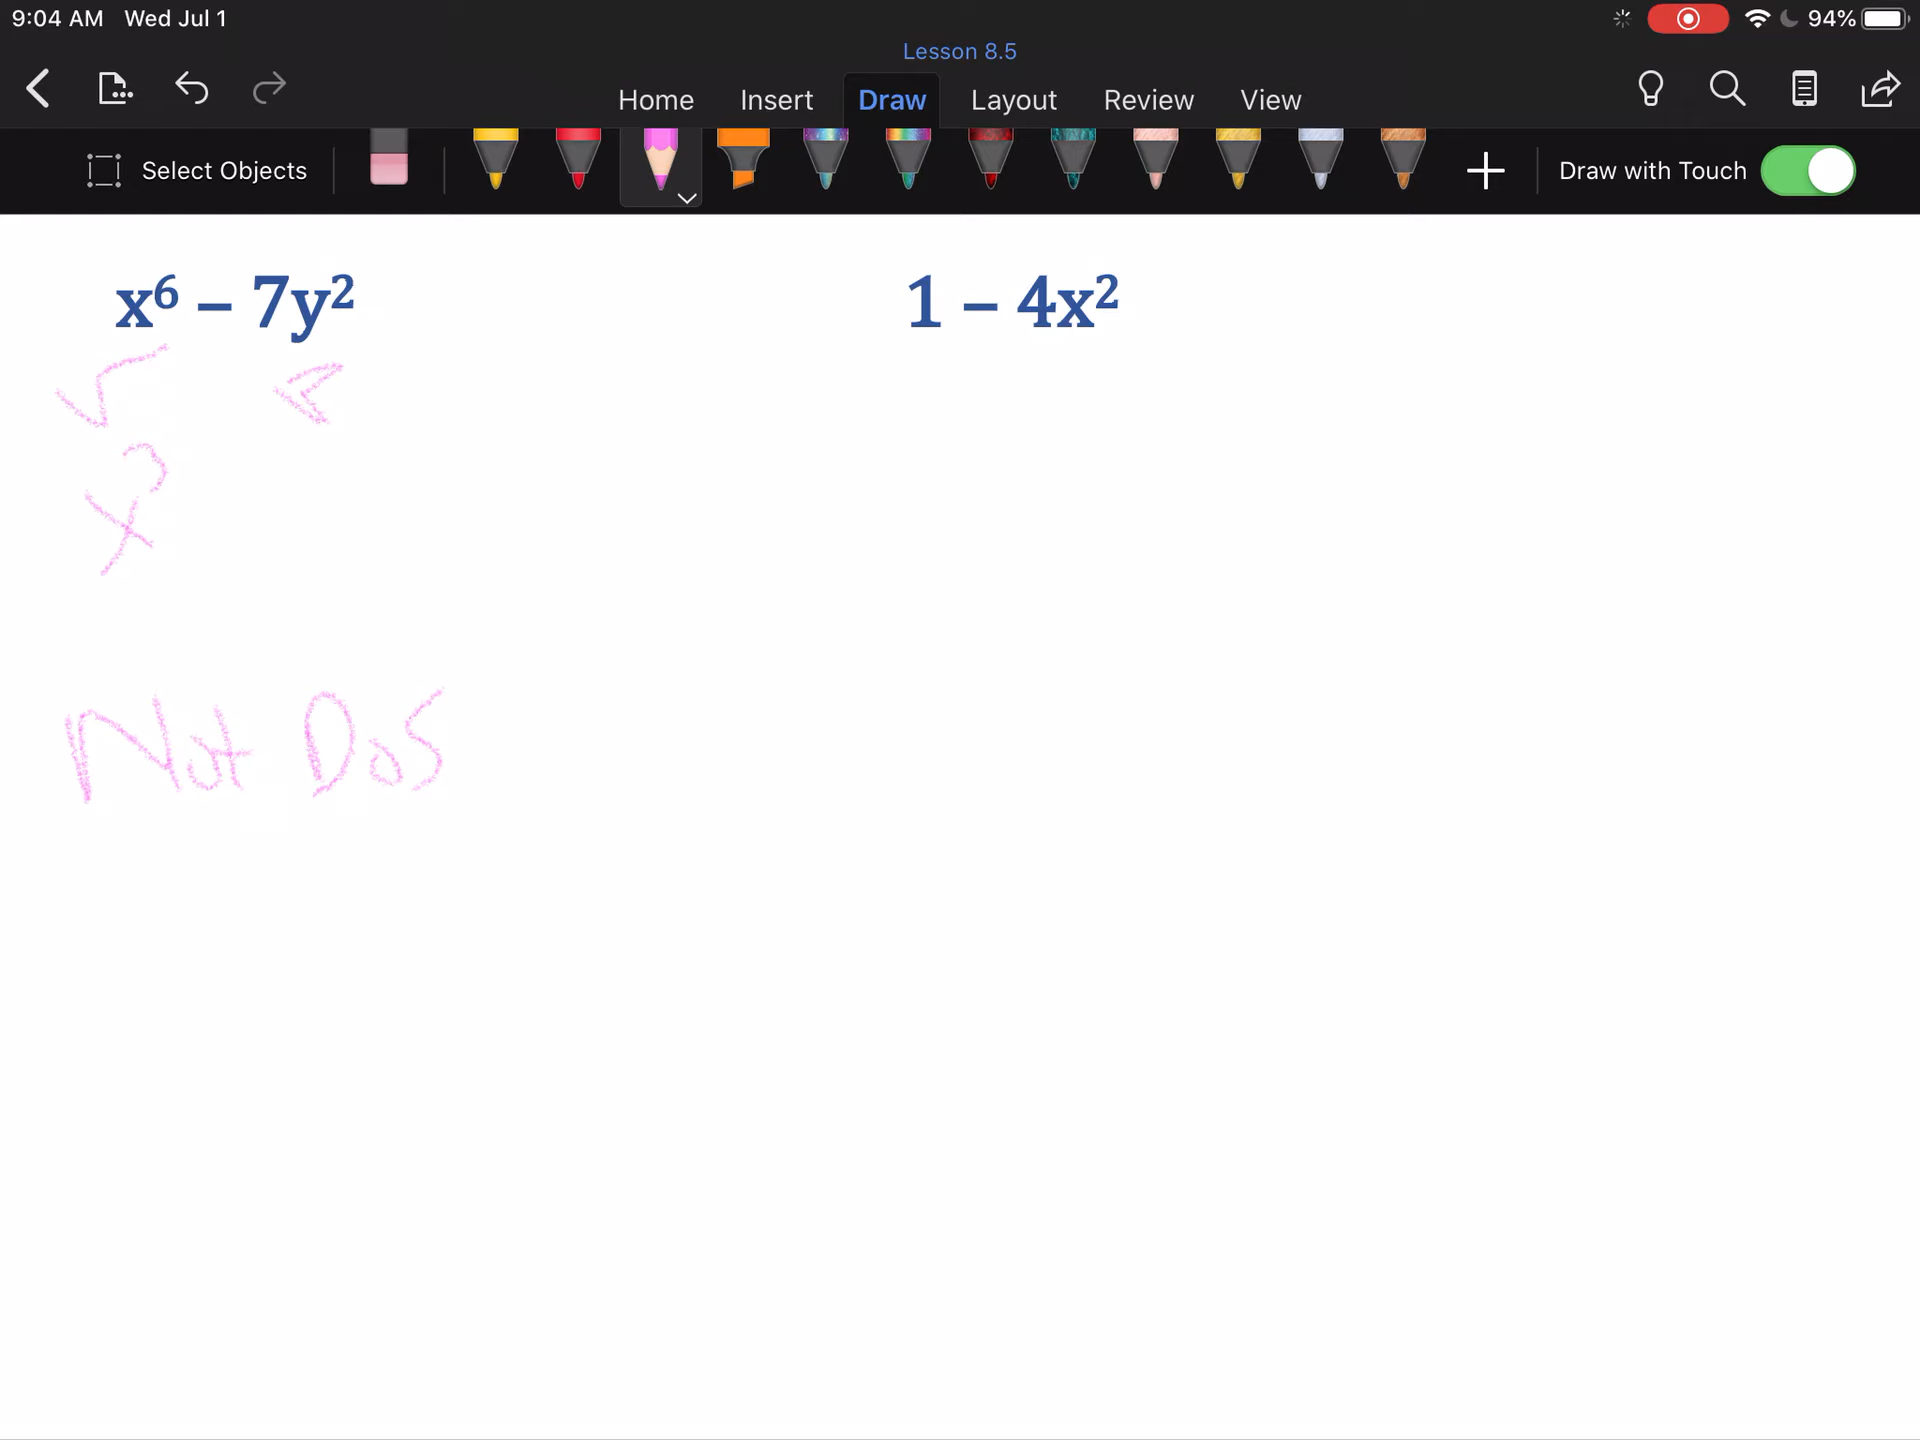 9:04 AM Wed Jul 1
94%
Lesson 8.5
Home Insert Draw Layout Review View
Select Objects
Draw with Touch
x⁶ – 7y²
1 – 4x²
√
x³
Not DoS